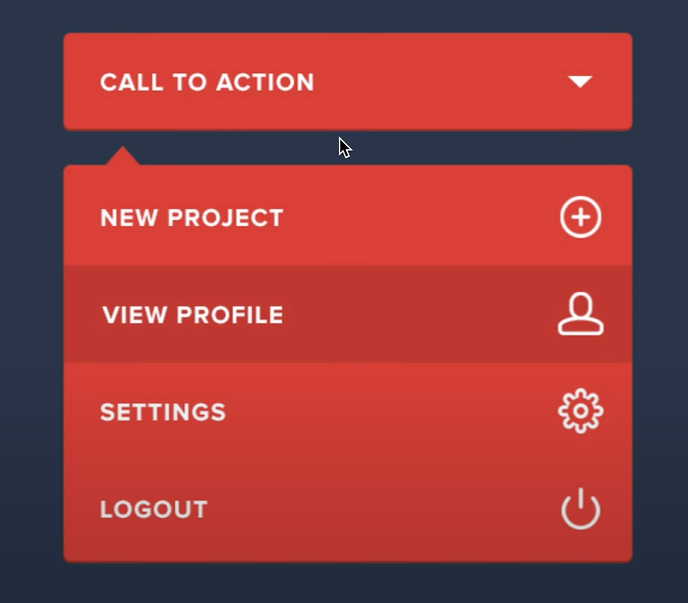 CALL TO ACTION
NEW PROJECT
VIEW PROFILE
SETTINGS
LOGOUT